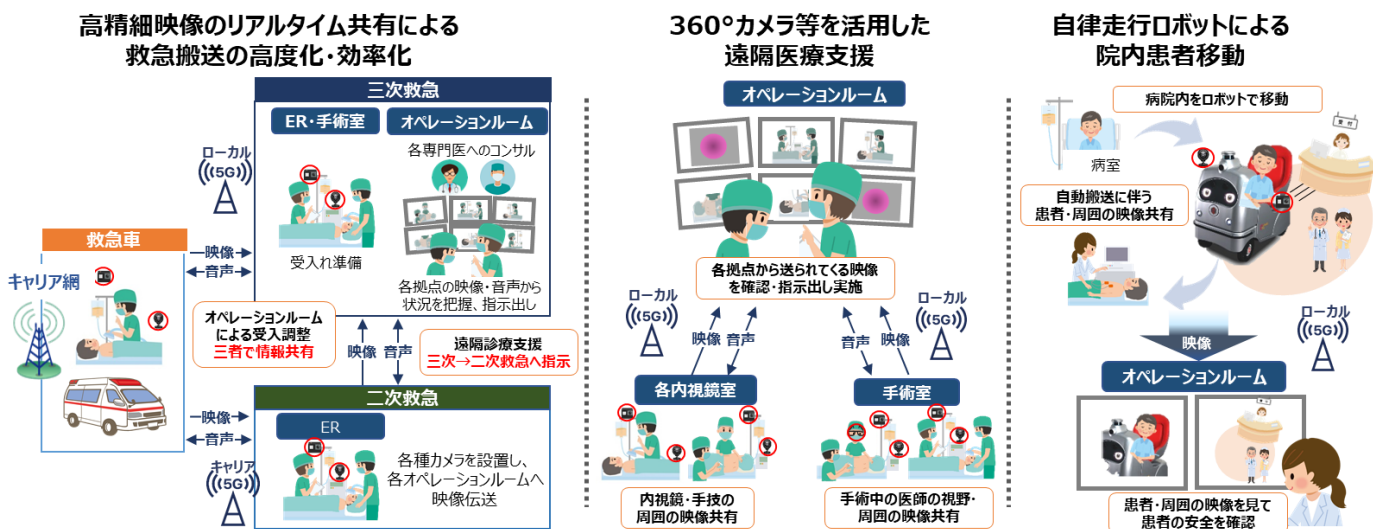 高精細映像のリアルタイム共有による
救急搬送の高度化・効率化
三次救急
ER・手術室
オペレーションルーム
各専門医へのコンサル
ローカル
5G
受入れ準備
各拠点の映像・音声から
状況を把握、指示出し
救急車
映像
音声
キャリア網
オペレーションルーム
による受入調整
三者で情報共有
映像
音声
遠隔診療支援
三次→二次救急へ指示
二次救急
ER
映像
音声
キャリア
5G
各種カメラを設置し、
各オペレーションルームへ
映像伝送
360°カメラ等を活用した
遠隔医療支援
オペレーションルーム
各拠点から送られてくる映像
を確認・指示出し実施
ローカル
5G
映像
音声
音声
映像
ローカル
5G
各内視鏡室
手術室
内視鏡・手技の
周囲の映像共有
手術中の医師の視野・
周囲の映像共有
自律走行ロボットによる
院内患者移動
病院内をロボットで移動
受付
病室
自動搬送に伴う
患者・周囲の映像共有
ローカル
5G
映像
オペレーションルーム
患者・周囲の映像を見て
患者の安全を確認